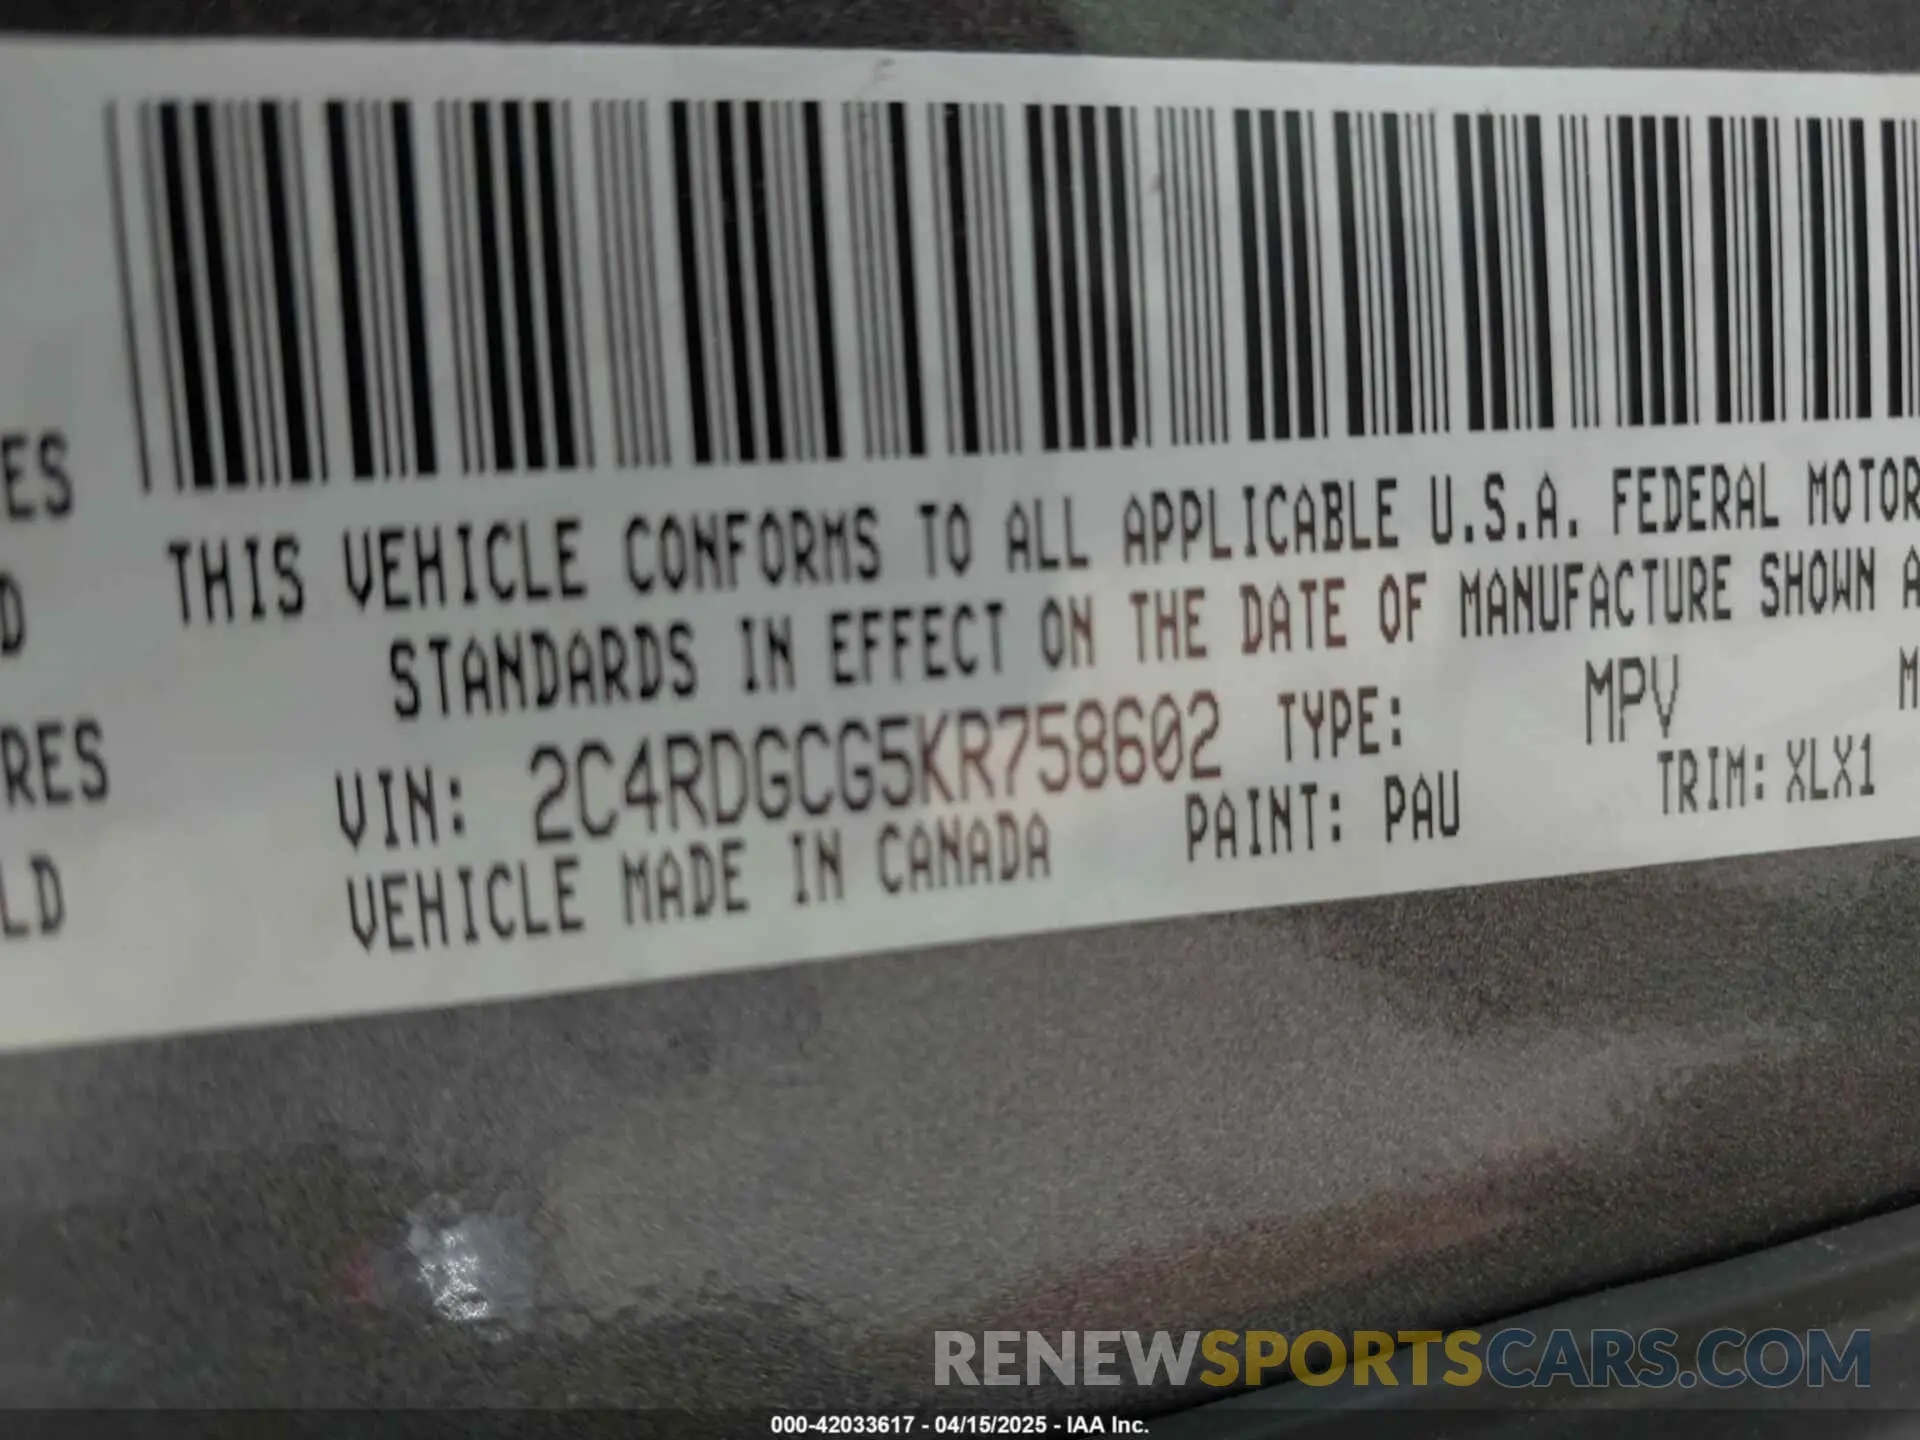 ES
THIS VEHICLE CONFORMS TO ALL APPLICABLE U.S.A. FEDERAL MOTOR
D
STANDARDS IN EFFECT ON THE DATE OF MANUFACTURE SHOWN A
RES
VIN: 2C4RDGCG5KR758602 TYPE: MPV M
LD
VEHICLE MADE IN CANADA PAINT: PAU TRIM: XLX1
RENEWSPORTSCARS.COM
000-42033617 - 04/15/2025 - IAA Inc.